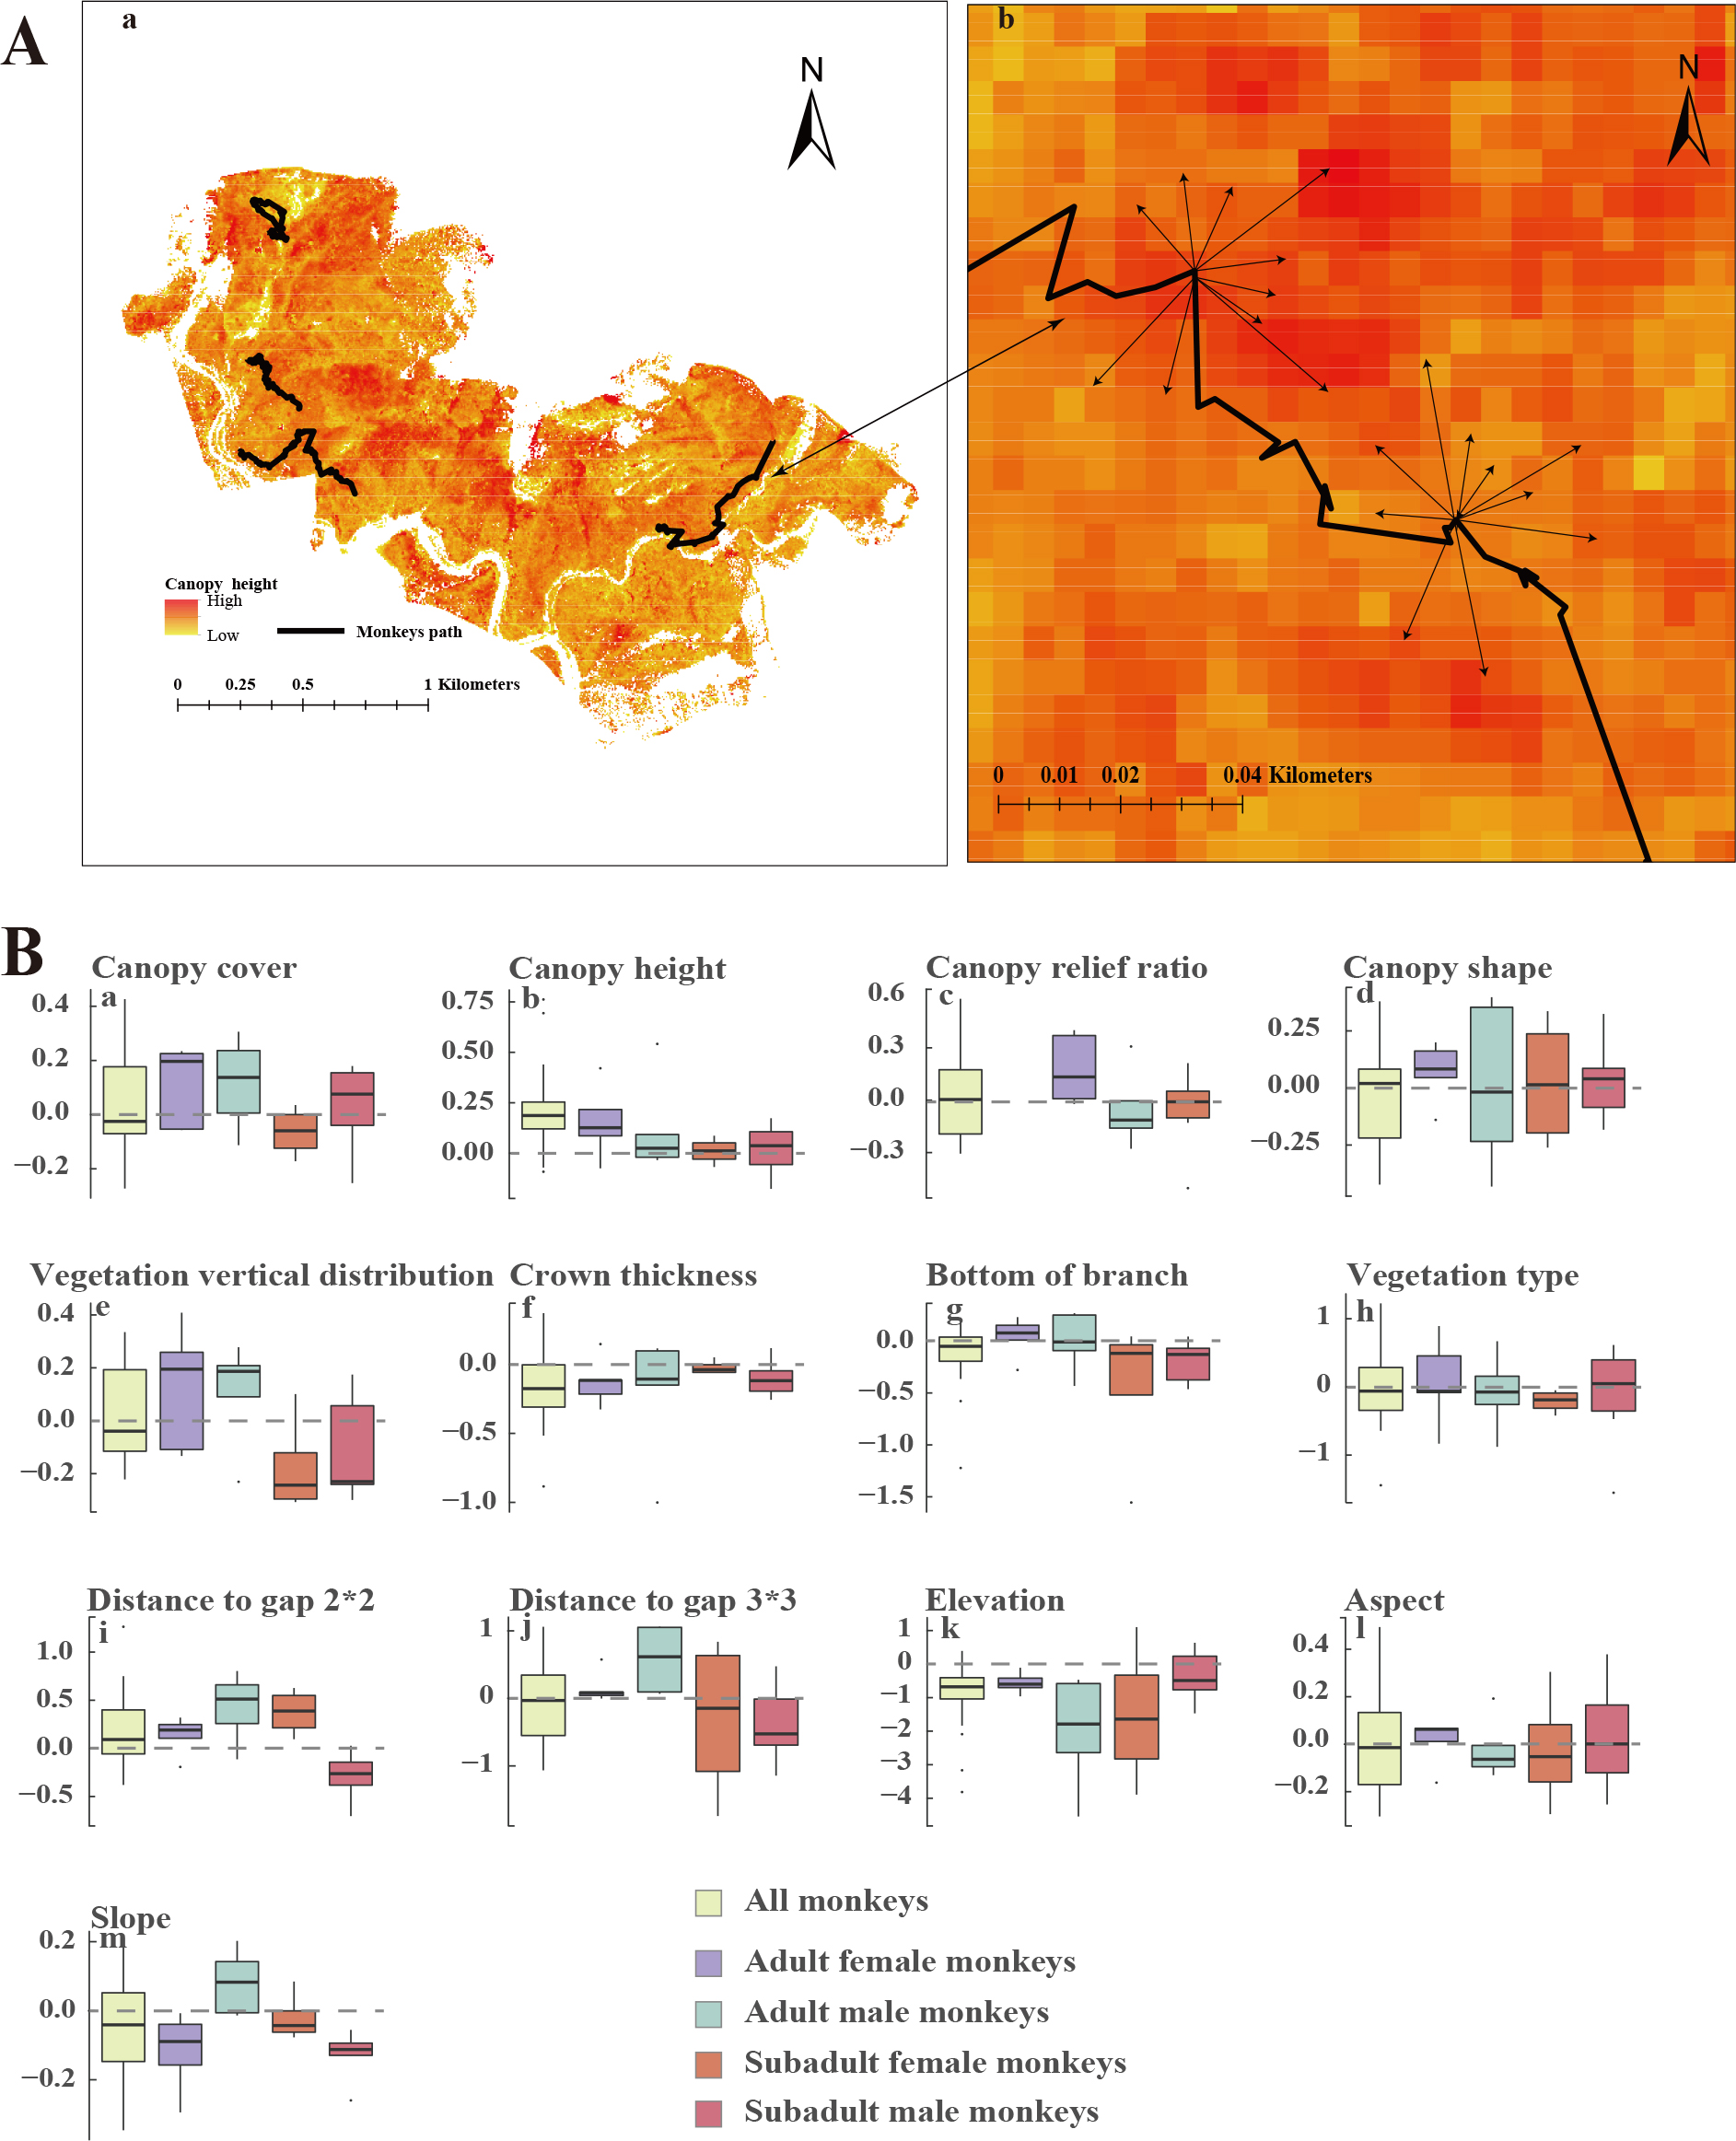 A
a
N
Canopy height
High
Low
Monkeys path
0 0.25 0.5 1 Kilometers
b
N
0 0.01 0.02 0.04 Kilometers
B
Canopy cover
a
0.4
0.2
0.0
−0.2
Canopy height
b
0.75
0.50
0.25
0.00
Canopy relief ratio
c
0.6
0.3
0.0
−0.3
Canopy shape
d
0.25
0.00
−0.25
Vegetation vertical distribution
e
0.4
0.2
0.0
−0.2
Crown thickness
f
0.0
−0.5
−1.0
Bottom of branch
g
0.0
−0.5
−1.0
−1.5
Vegetation type
h
1
0
−1
Distance to gap 2*2
i
1.0
0.5
0.0
−0.5
Distance to gap 3*3
j
1
0
−1
Elevation
k
1
0
−1
−2
−3
−4
Aspect
l
0.4
0.2
0.0
−0.2
Slope
m
0.2
0.0
−0.2
All monkeys
Adult female monkeys
Adult male monkeys
Subadult female monkeys
Subadult male monkeys